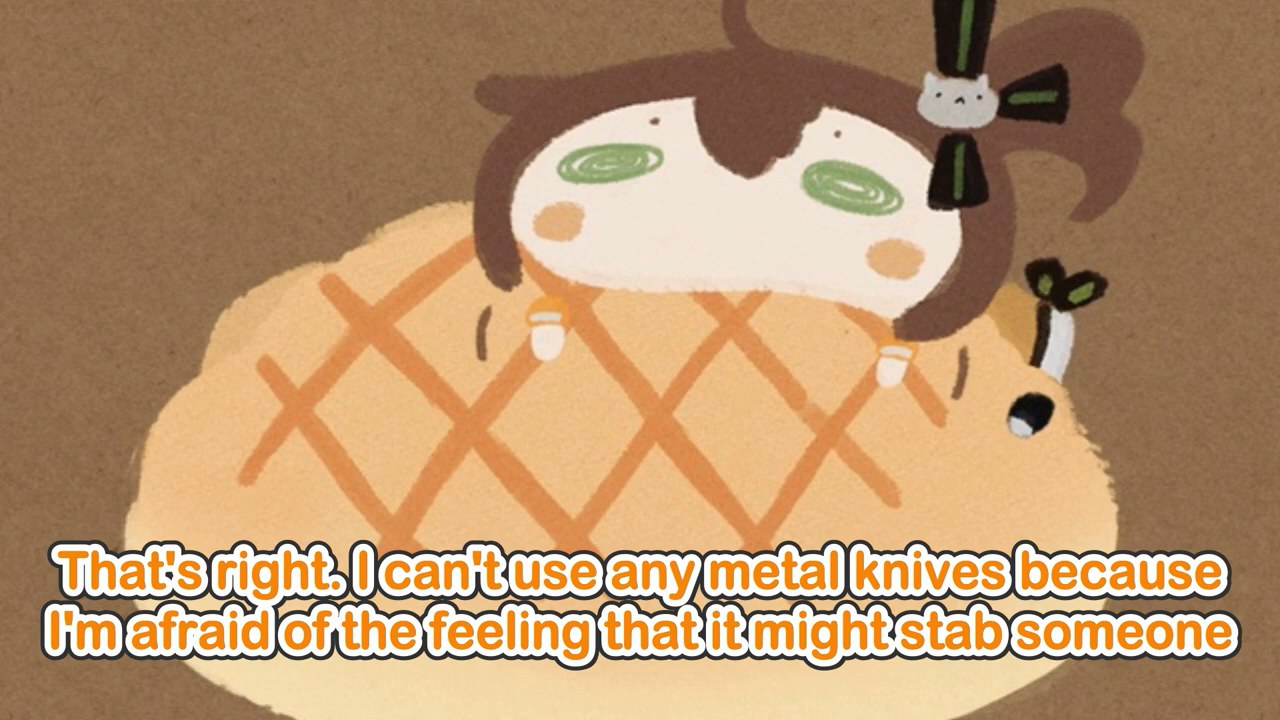 That's right. I can't use any metal knives because
I'm afraid of the feeling that it might stab someone